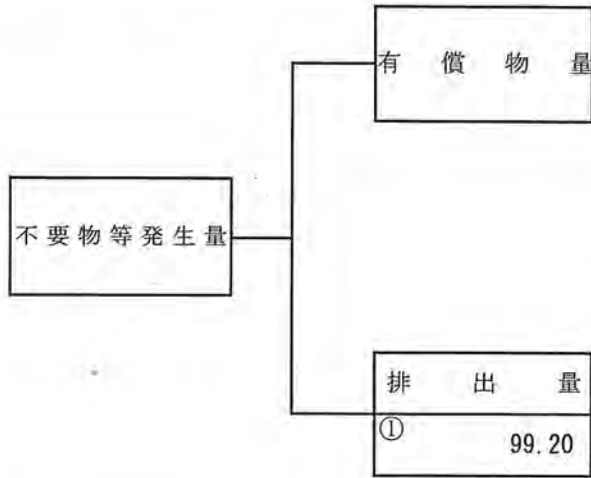 有償物量
不要物等発生量
排出量
①
99.20